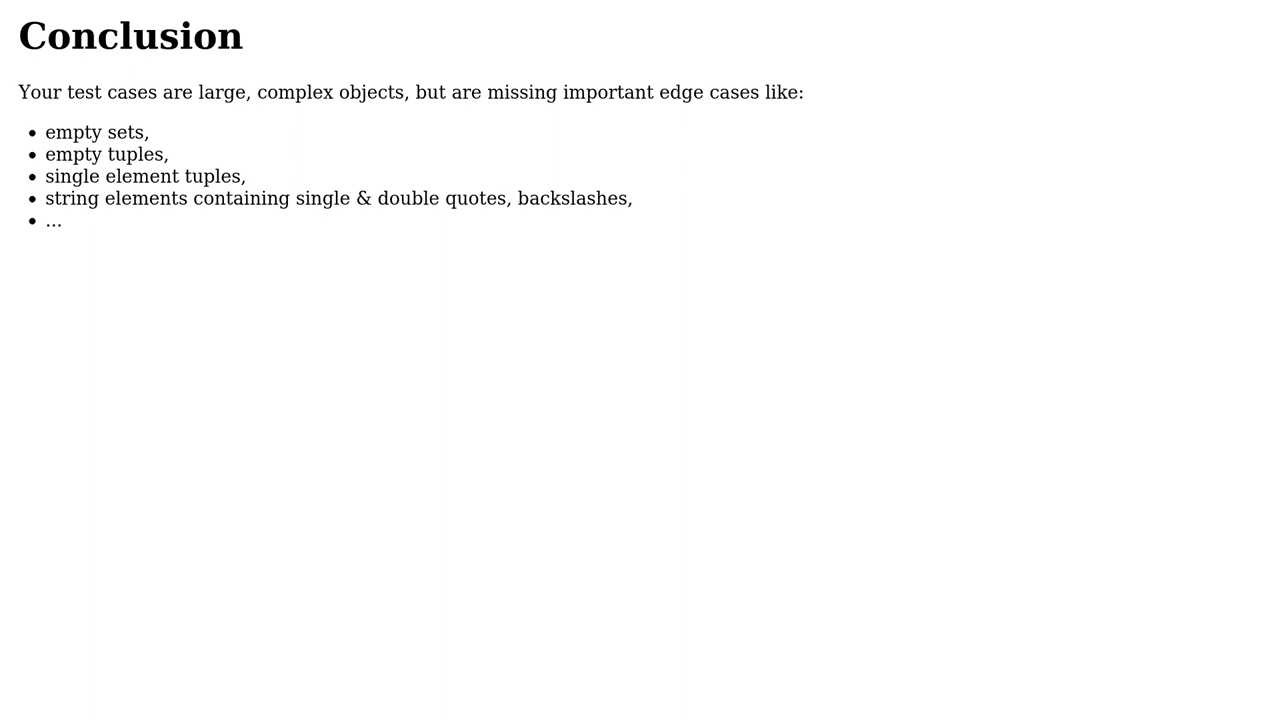 Conclusion
Your test cases are large, complex objects, but are missing important edge cases like:
• empty sets,
• empty tuples,
• single element tuples,
• string elements containing single & double quotes, backslashes,
• ...